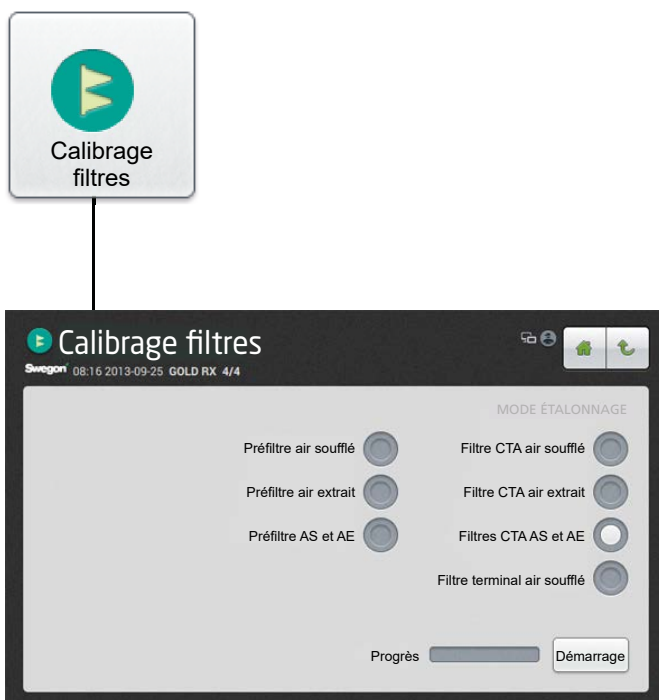 Calibrage
filtres
Calibrage filtres
Swegon 08:16 2013-09-25 GOLD RX 4/4
MODE ÉTALONNAGE
Préfiltre air soufflé
Filtre CTA air soufflé
Préfiltre air extrait
Filtre CTA air extrait
Préfiltre AS et AE
Filtres CTA AS et AE
Filtre terminal air soufflé
Progrès
Démarrage